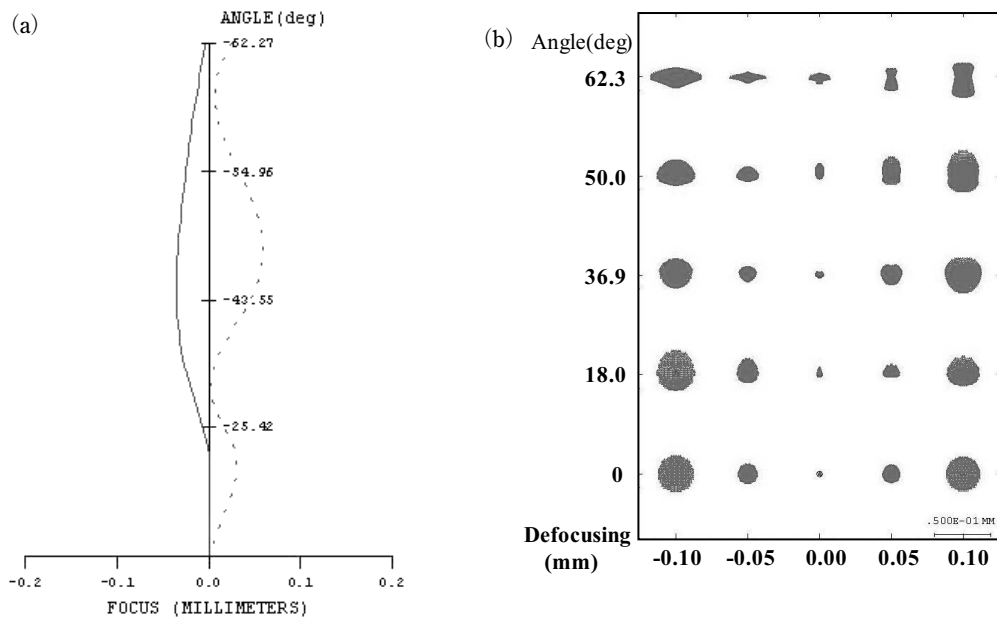 (a)
ANGLE(deg)
-62.27
-54.96
-43.55
-25.42
-0.2
-0.1
0.0
0.1
0.2
FOCUS (MILLIMETERS)
(b)
Angle(deg)
62.3
50.0
36.9
18.0
0
.500E-01 MM
Defocusing
(mm)
-0.10
-0.05
0.00
0.05
0.10